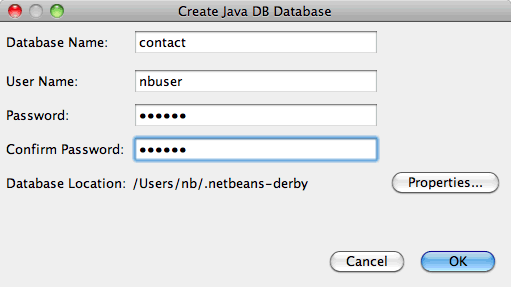 Create Java DB Database
Database Name: contact
User Name: nbuser
Password: ••••••
Confirm Password: ••••••
Database Location: /Users/nb/.netbeans-derby Properties...
Cancel OK